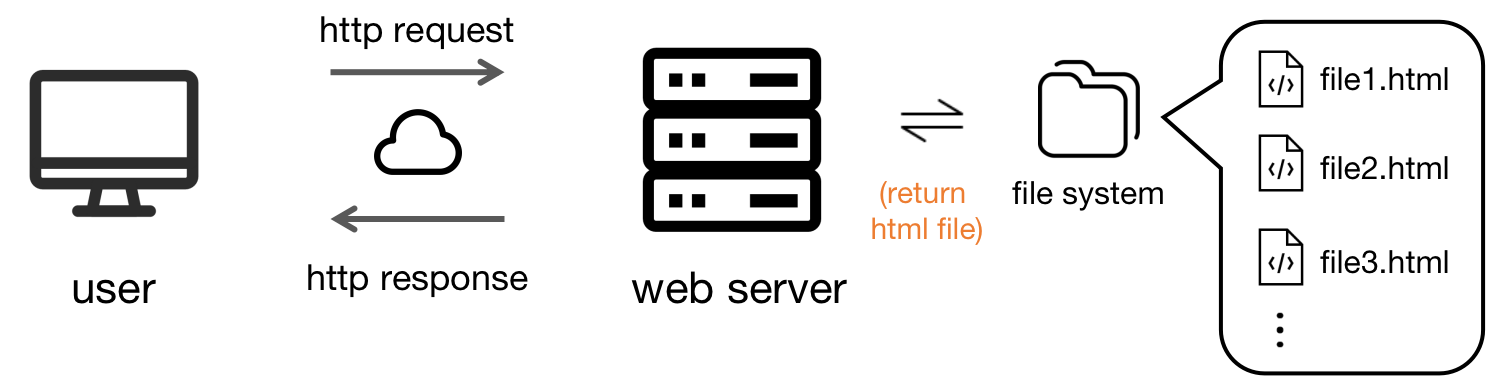 http request
http response
user
web server
(return
html file)
file system
</>
file1.html
</>
file2.html
</>
file3.html